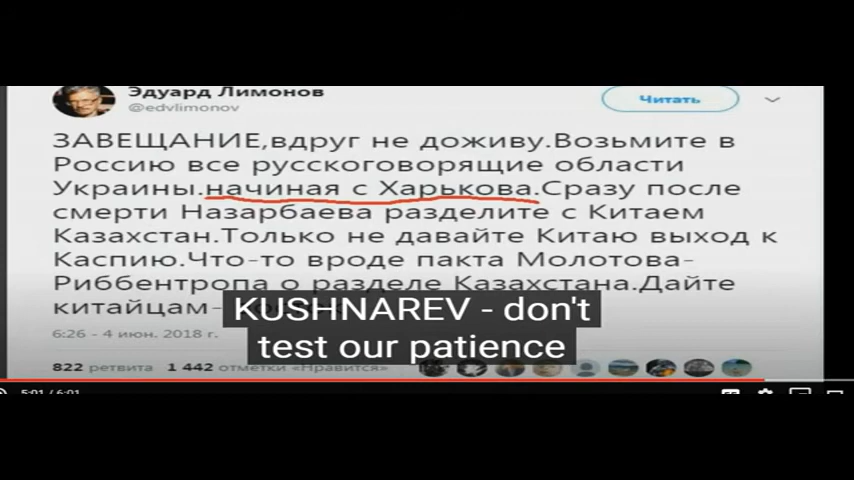 Эдуард Лимонов
@edvlimonov
Читать
ЗАВЕЩАНИЕ,вдруг не доживу.Возьмите в
Россию все русскоговорящие области
Украины.начиная с Харькова.Сразу после
смерти Назарбаева разделите с Китаем
Казахстан.Только не давайте Китаю выход к
Каспию.Что-то вроде пакта Молотова-
Риббентропа о разделе Казахстана.Дайте
китайцам-
KUSHNAREV - don't
test our patience
6:26 - 4 июн. 2018 г.
822 ретвита 1 442 отметки «Нравится»
5:01 / 6:01